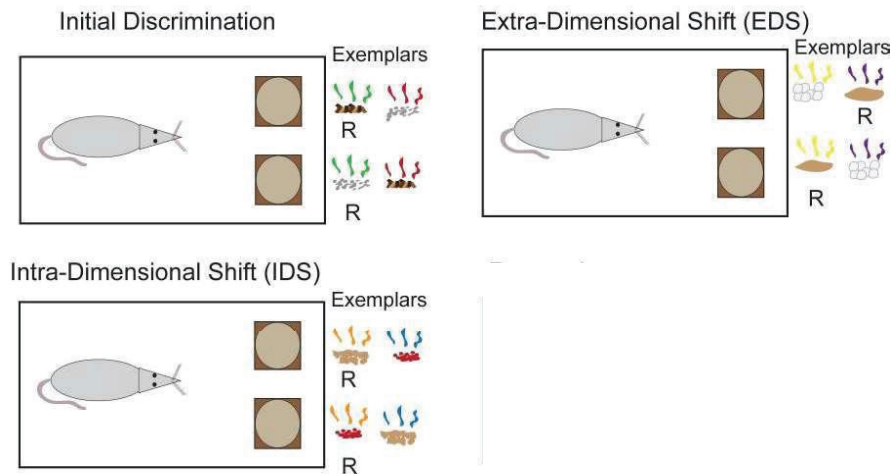 Initial Discrimination
Exemplars
R
R
Extra-Dimensional Shift (EDS)
Exemplars
R
R
Intra-Dimensional Shift (IDS)
Exemplars
R
R